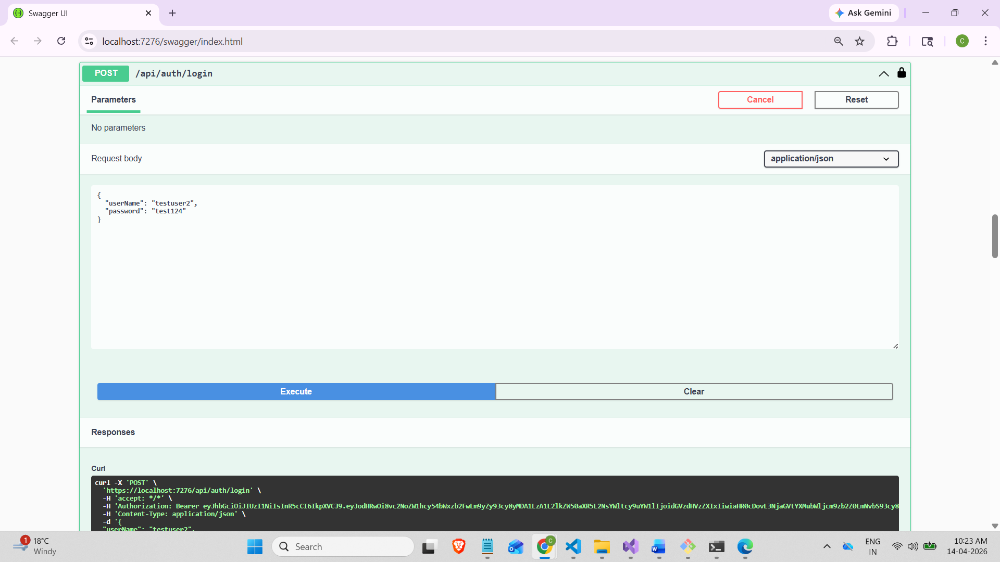 Swagger UI
Ask Gemini
localhost:7276/swagger/index.html
C
POST /api/auth/login
Parameters
Cancel
Reset
No parameters
Request body
application/json
{
"userName": "testuser2",
"password": "test124"
}
Execute
Clear
Responses
Curl
curl -X 'POST' \
'https://localhost:7276/api/auth/login' \
-H 'accept: */*' \
-H 'Authorization: Bearer
-H 'Content-Type: application/json' \
-d '{
"userName": "testuser2",
1
18°C
Windy
Search
C
ENG
IN
10:23 AM
14-04-2026